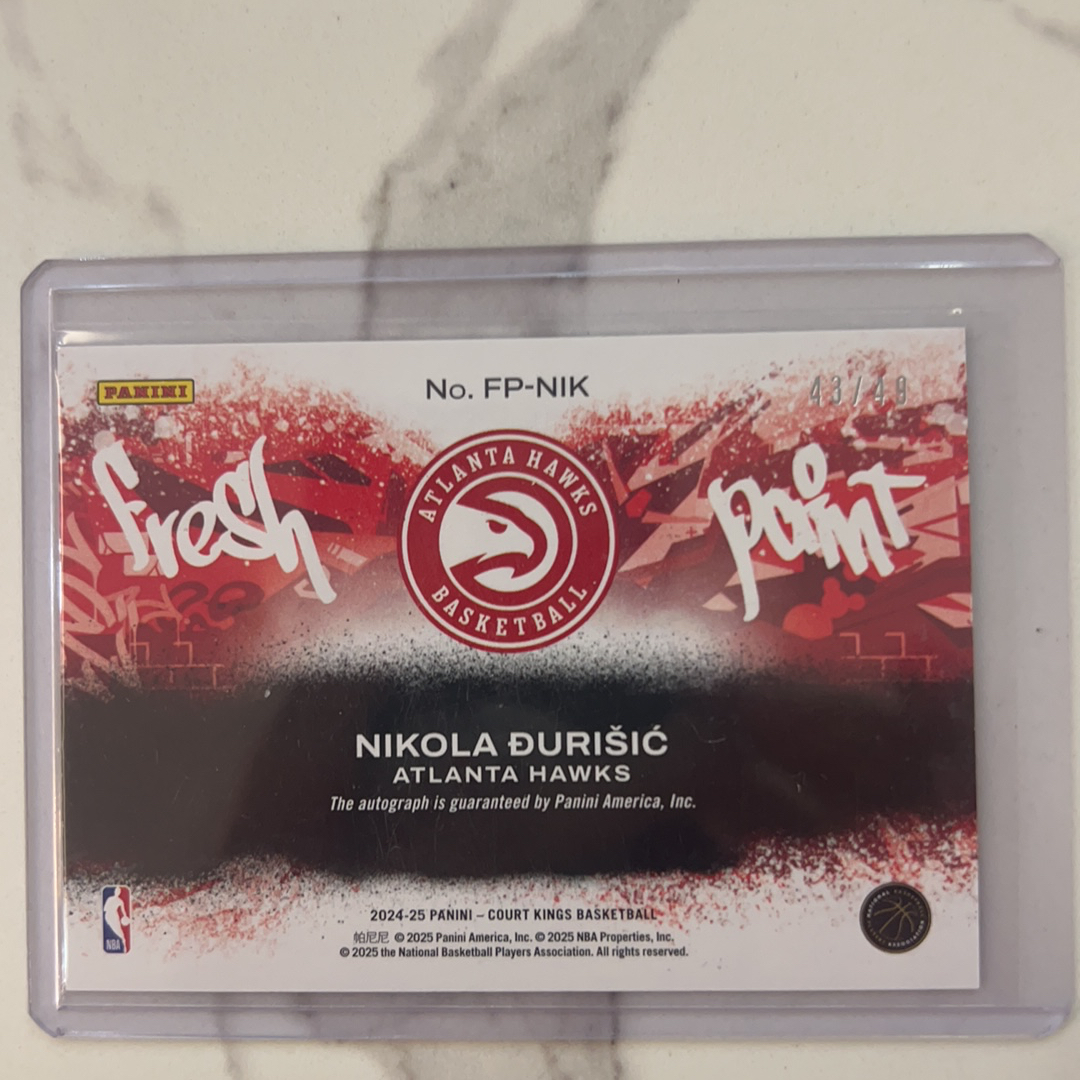 PANINI
No. FP-NIK
43/49
fresh
paint
ATLANTA HAWKS
BASKETBALL
NIKOLA ĐURIŠIĆ
ATLANTA HAWKS
The autograph is guaranteed by Panini America, Inc.
2024-25 PANINI – COURT KINGS BASKETBALL
帕尼尼 © 2025 Panini America, Inc. © 2025 NBA Properties, Inc.
© 2025 the National Basketball Players Association. All rights reserved.
NBA